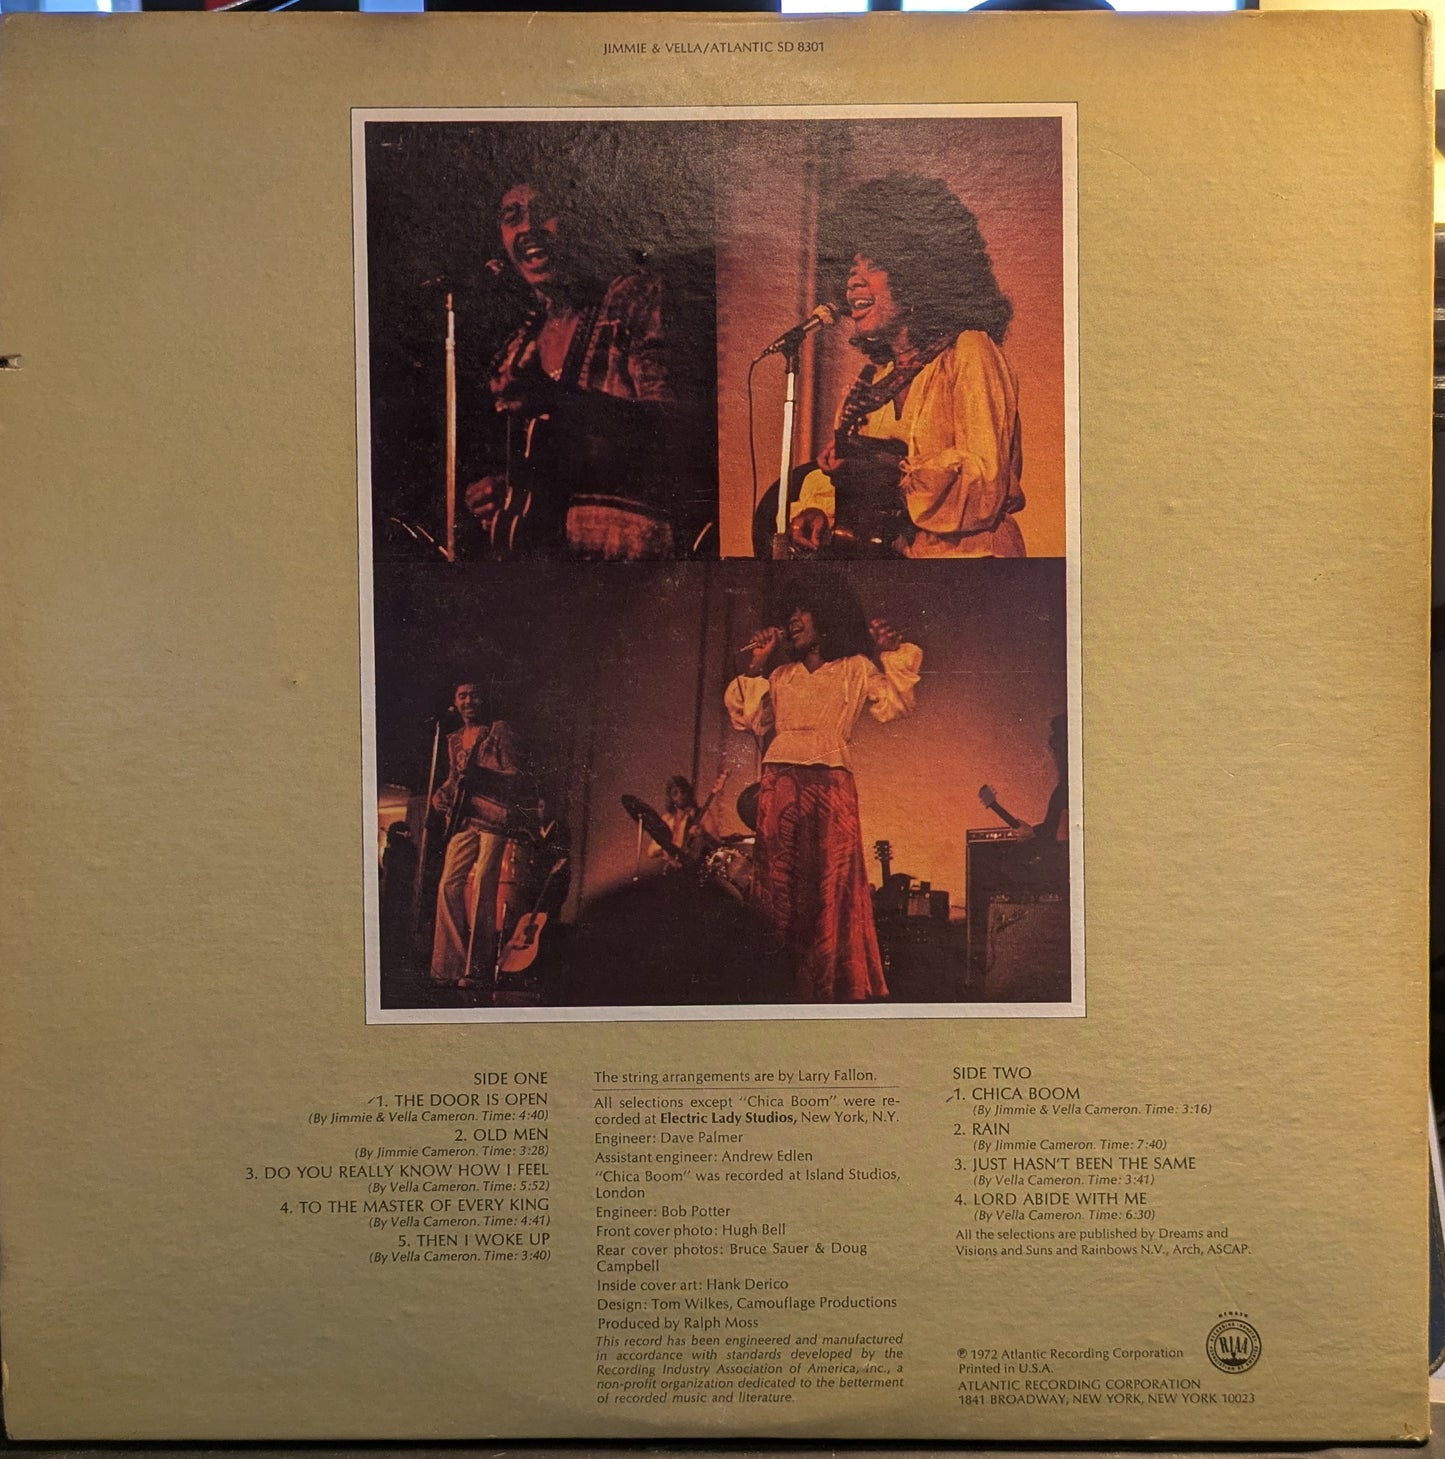 JIMMIE & VELLA/ATLANTIC SD 8301
SIDE ONE
1. THE DOOR IS OPEN
(By Jimmie & Vella Cameron. Time: 4:40)
2. OLD MEN
(By Jimmie Cameron. Time: 3:28)
3. DO YOU REALLY KNOW HOW I FEEL
(By Vella Cameron. Time: 5:52)
4. TO THE MASTER OF EVERY KING
(By Vella Cameron. Time: 4:41)
5. THEN I WOKE UP
(By Vella Cameron. Time: 3:40)
The string arrangements are by Larry Fallon.
All selections except "Chica Boom" were re-
corded at Electric Lady Studios, New York, N.Y.
Engineer: Dave Palmer
Assistant engineer: Andrew Edlen
"Chica Boom" was recorded at Island Studios,
London
Engineer: Bob Potter
Front cover photo: Hugh Bell
Rear cover photos: Bruce Sauer & Doug
Campbell
Inside cover art: Hank Derico
Design: Tom Wilkes, Camouflage Productions
Produced by Ralph Moss
This record has been engineered and manufactured
in accordance with standards developed by the
Recording Industry Association of America, Inc., a
non-profit organization dedicated to the betterment
of recorded music and literature.
SIDE TWO
1. CHICA BOOM
(By Jimmie & Vella Cameron. Time: 3:16)
2. RAIN
(By Jimmie Cameron. Time: 7:40)
3. JUST HASN'T BEEN THE SAME
(By Vella Cameron. Time: 3:41)
4. LORD ABIDE WITH ME
(By Vella Cameron. Time: 6:30)
All the selections are published by Dreams and
Visions and Suns and Rainbows N.V., Arch, ASCAP.
MEMBER
RIAA
℗ 1972 Atlantic Recording Corporation
Printed in U.S.A.
ATLANTIC RECORDING CORPORATION
1841 BROADWAY, NEW YORK, NEW YORK 10023